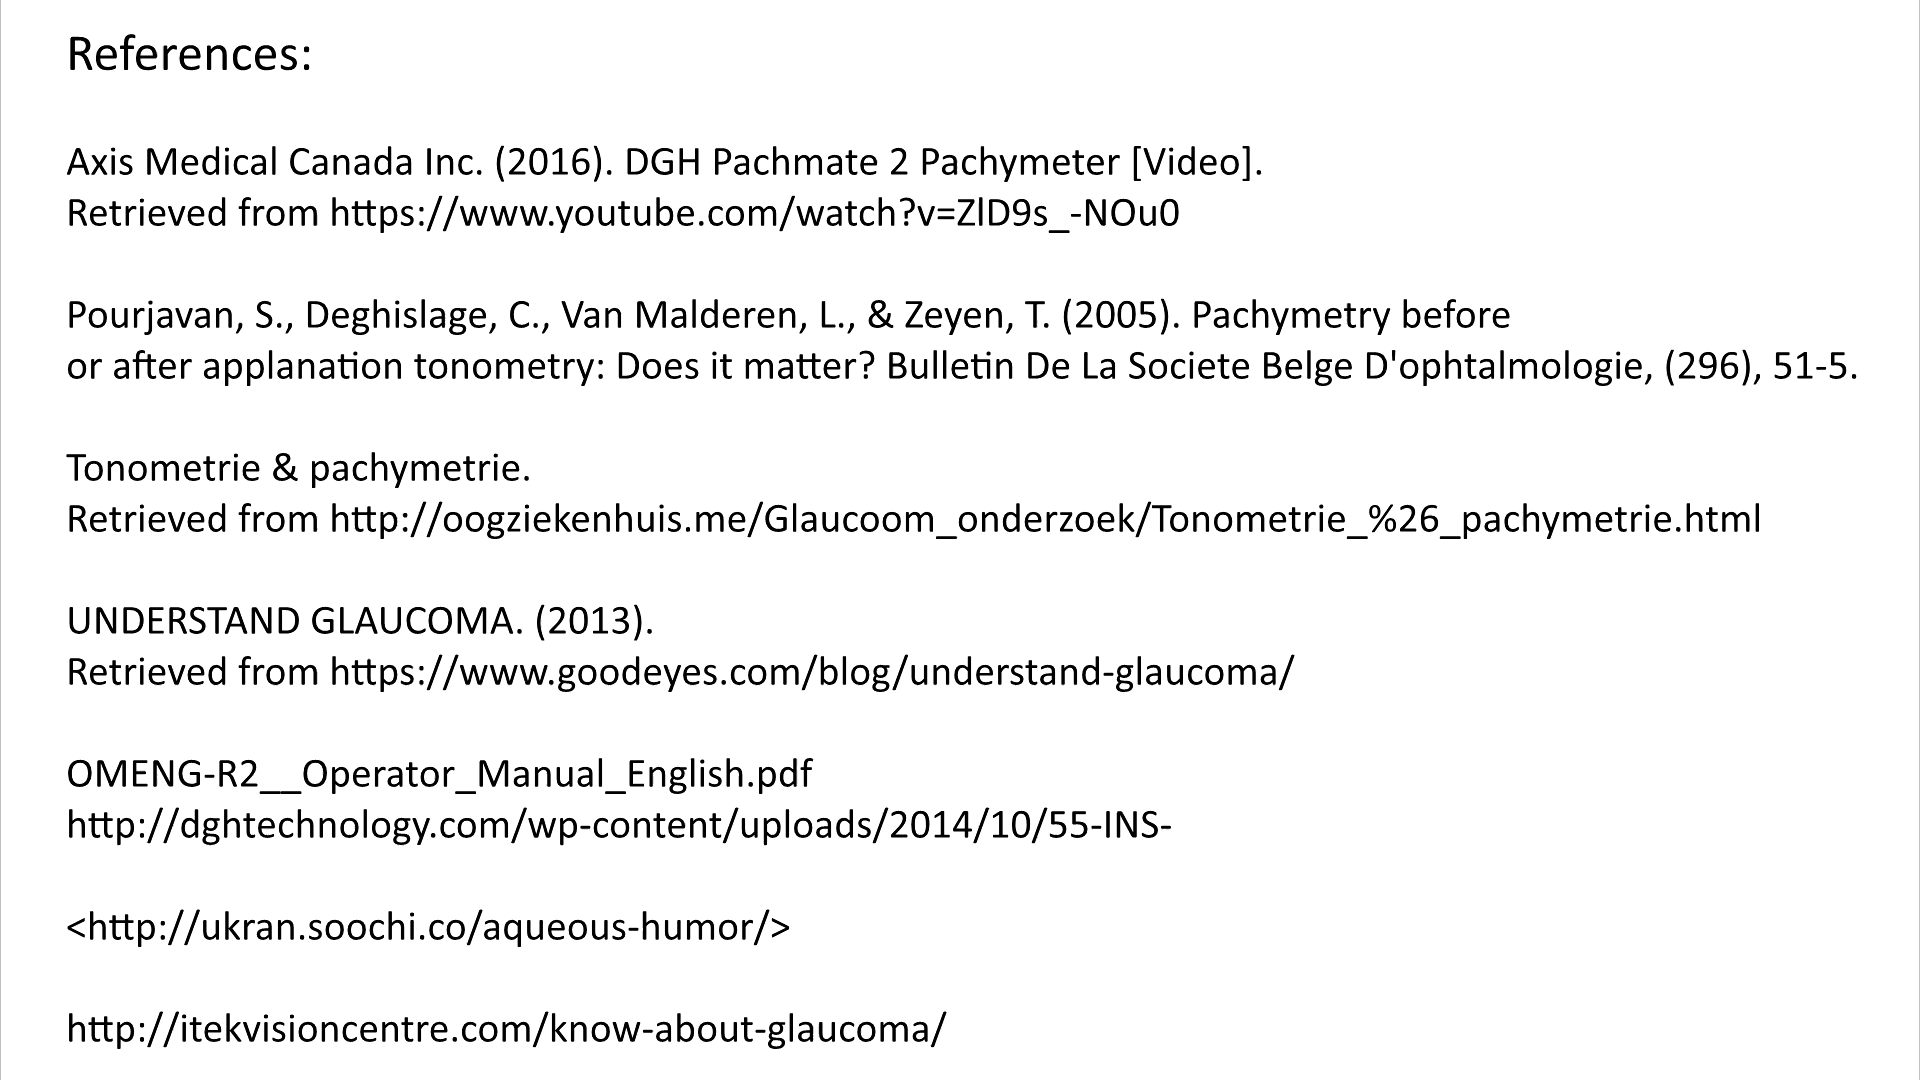 References:
Axis Medical Canada Inc. (2016). DGH Pachmate 2 Pachymeter [Video].
Retrieved from https://www.youtube.com/watch?v=ZlD9s_-NOu0
Pourjavan, S., Deghislage, C., Van Malderen, L., & Zeyen, T. (2005). Pachymetry before
or after applanation tonometry: Does it matter? Bulletin De La Societe Belge D'ophtalmologie, (296), 51-5.
Tonometrie & pachymetrie.
Retrieved from http://oogziekenhuis.me/Glaucoom_onderzoek/Tonometrie_%26_pachymetrie.html
UNDERSTAND GLAUCOMA. (2013).
Retrieved from https://www.goodeyes.com/blog/understand-glaucoma/
OMENG-R2__Operator_Manual_English.pdf
http://dghtechnology.com/wp-content/uploads/2014/10/55-INS-
<http://ukran.soochi.co/aqueous-humor/>
http://itekvisioncentre.com/know-about-glaucoma/